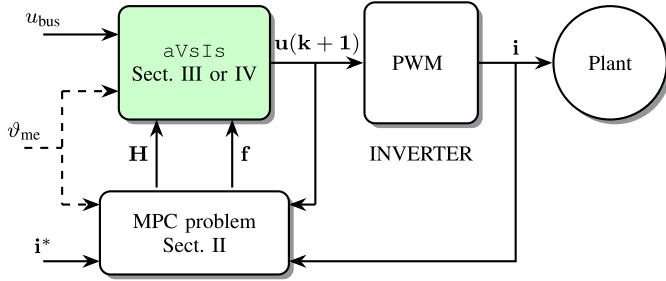 u_bus
aVsIs
Sect. III or IV
u(k + 1)
PWM
i
Plant
ϑ_me
H
f
INVERTER
MPC problem
Sect. II
i*